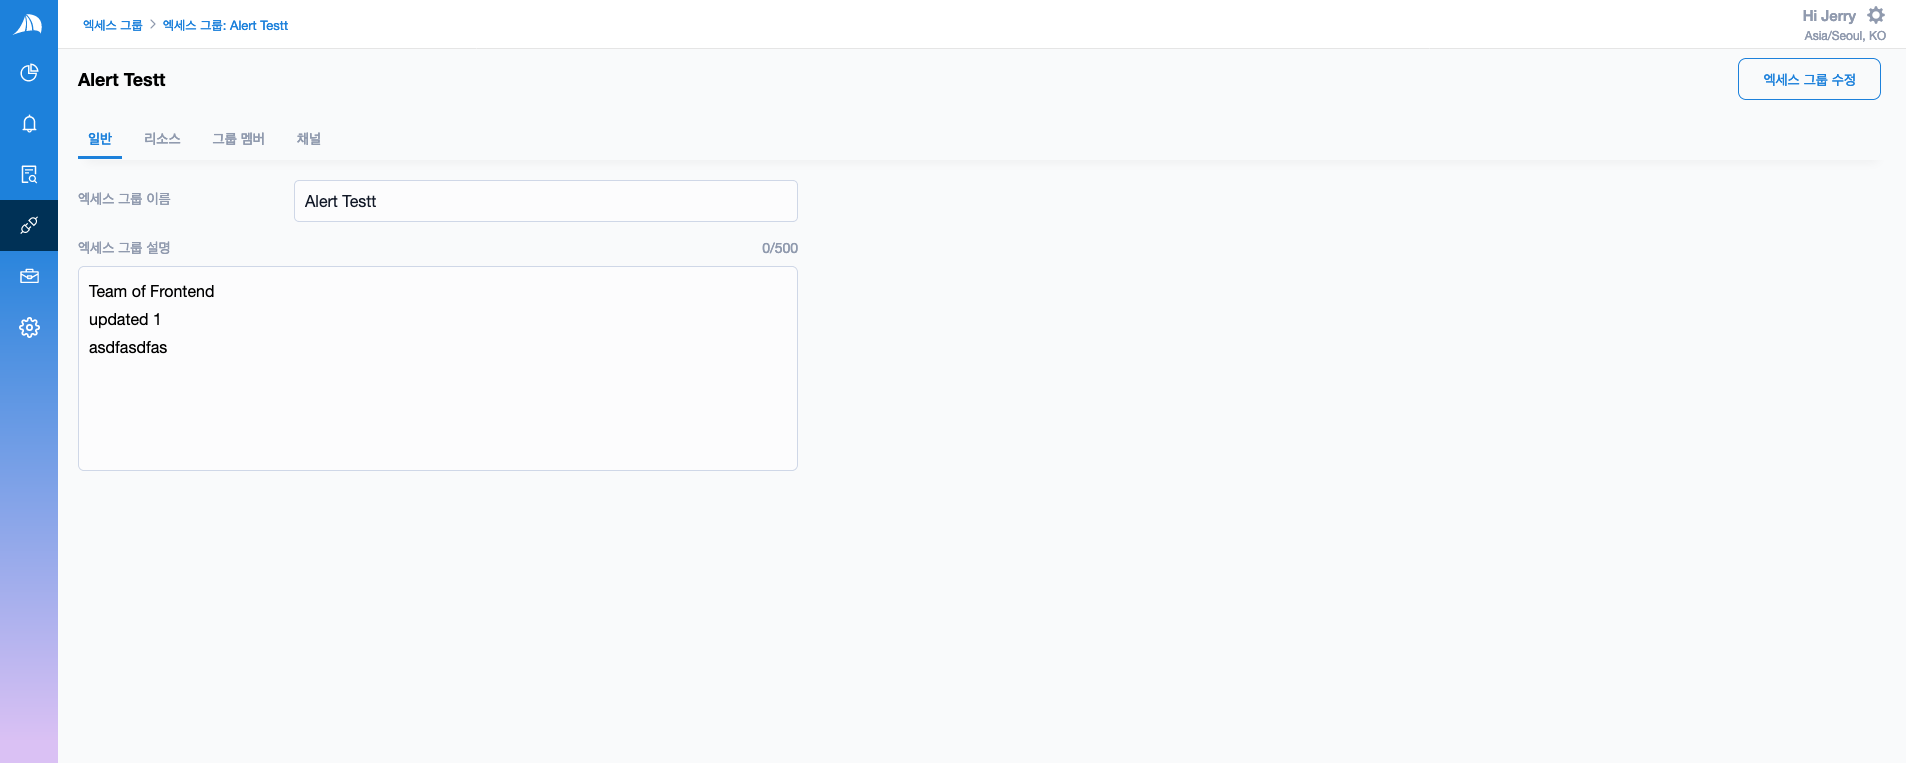 엑세스 그룹 > 엑세스 그룹: Alert Testt
Hi Jerry
Asia/Seoul, KO
Alert Testt
엑세스 그룹 수정
일반 리소스 그룹 멤버 채널
엑세스 그룹 이름
Alert Testt
엑세스 그룹 설명
0/500
Team of Frontend
updated 1
asdfasdfas